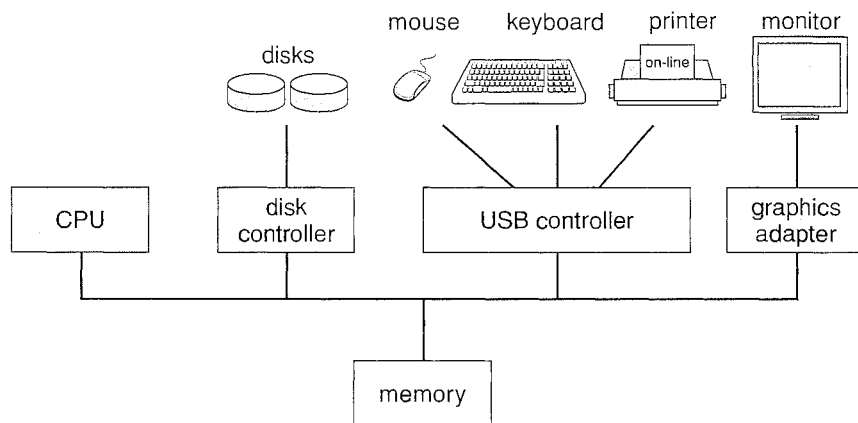 mouse
keyboard
printer
monitor
disks
on-line
CPU
disk
controller
USB controller
graphics
adapter
memory